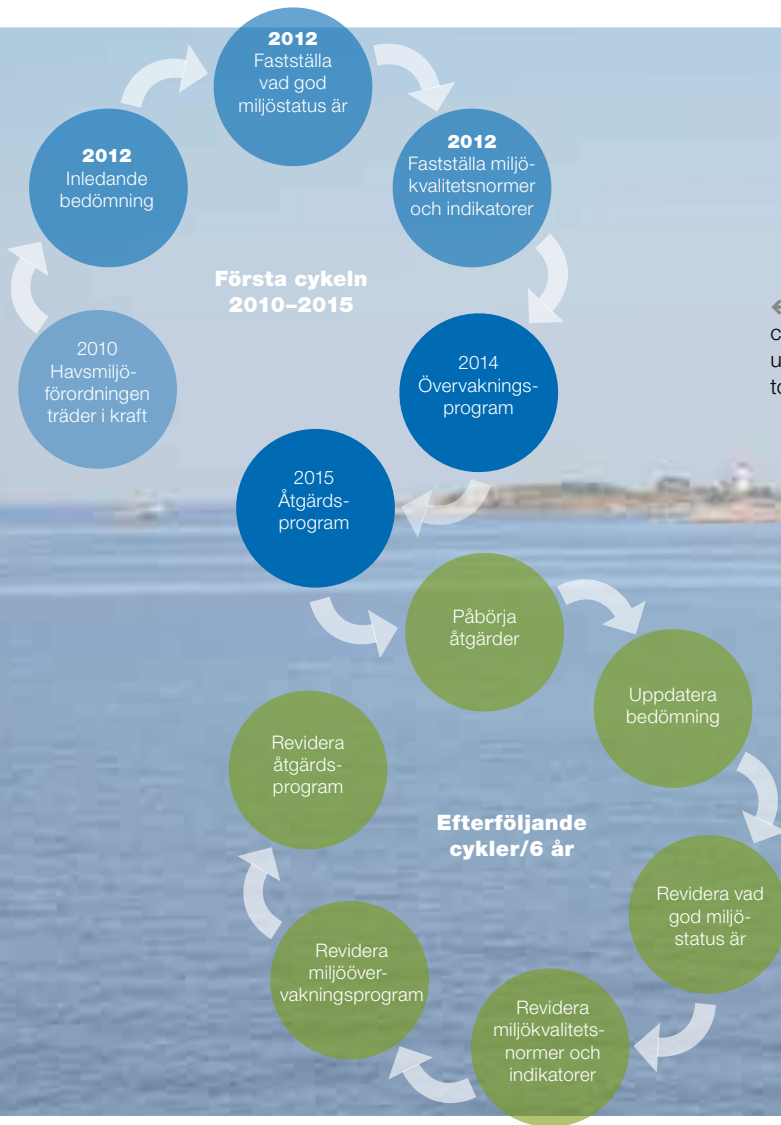 2010
Havsmiljö-
förordningen
träder i kraft
2012
Inledande
bedömning
2012
Fastställa
vad god
miljöstatus är
2012
Fastställa miljö-
kvalitetsnormer
och indikatorer
Första cykeln
2010–2015
2014
Övervaknings-
program
2015
Åtgärds-
program
Påbörja
åtgärder
Uppdatera
bedömning
Revidera vad
god miljö-
status är
Revidera
miljökvalitets-
normer och
indikatorer
Revidera
miljööver-
vakningsprogram
Revidera
åtgärds-
program
Efterföljande
cykler/6 år